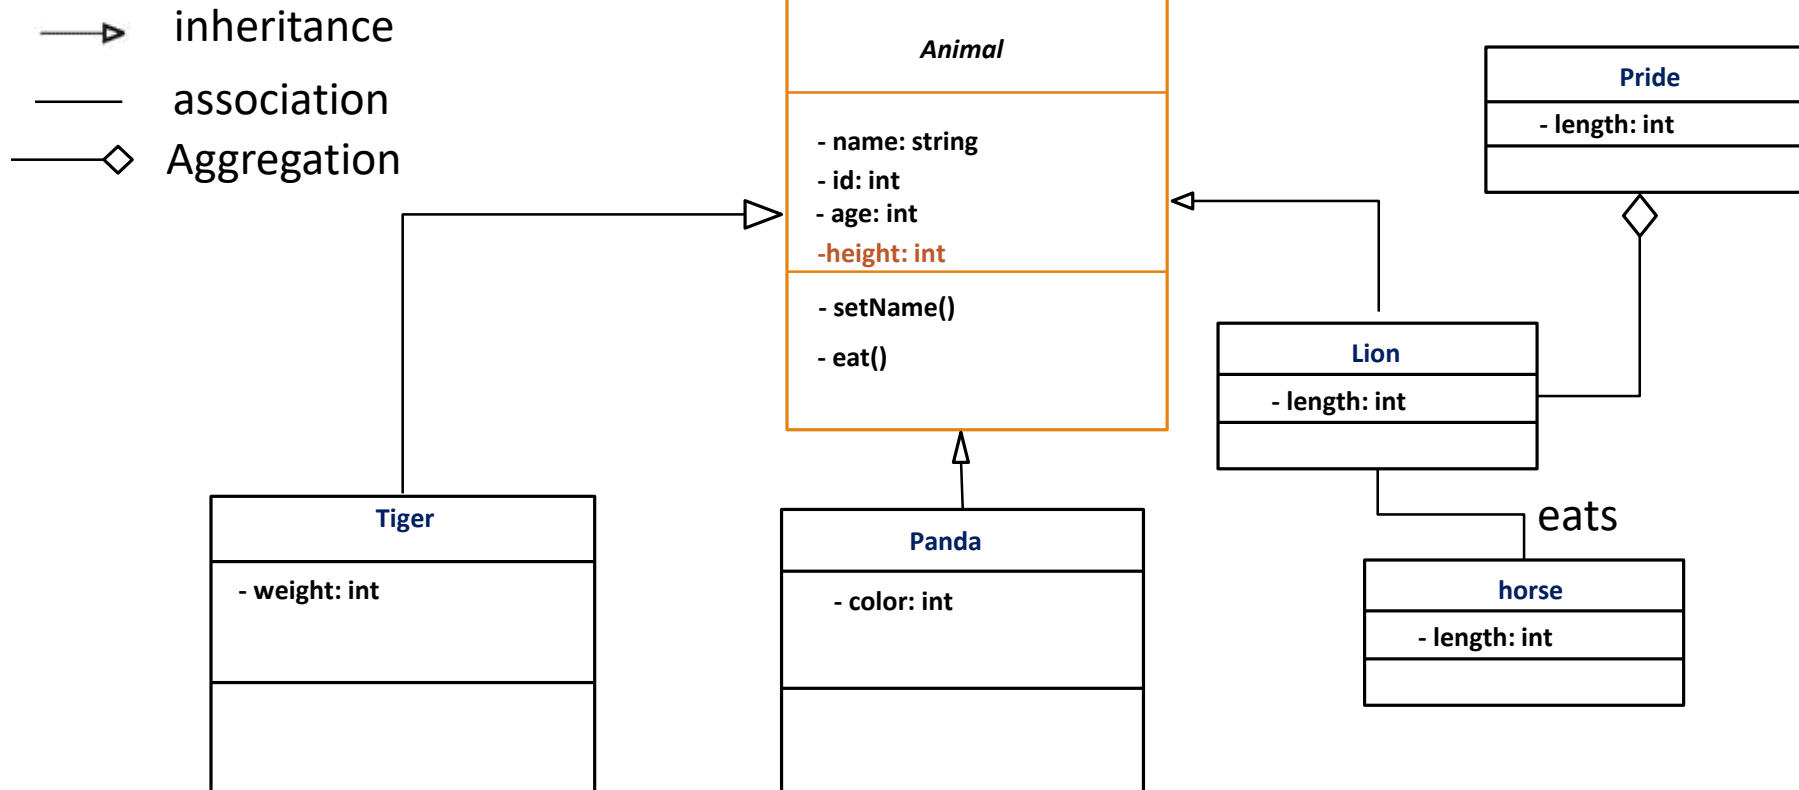 inheritance
association
Aggregation
Animal
- name: string
- id: int
- age: int
-height: int
- setName()
- eat()
Pride
- length: int
Lion
- length: int
eats
horse
- length: int
Tiger
- weight: int
Panda
- color: int